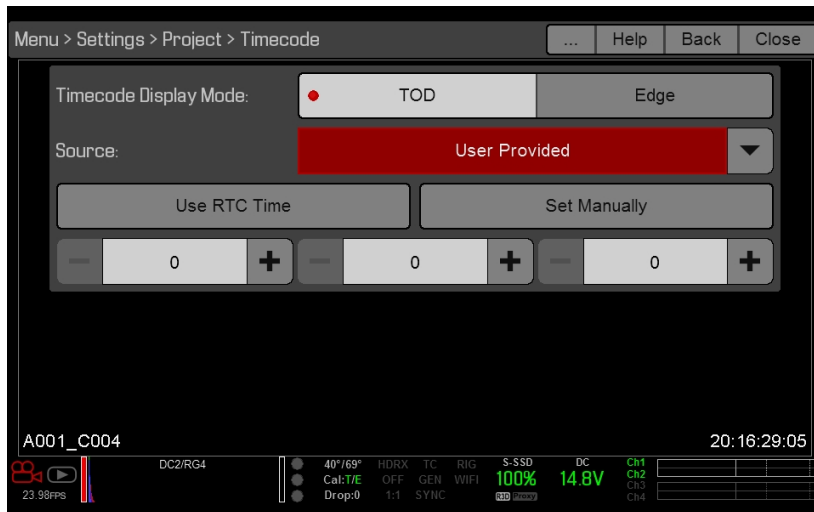 Menu > Settings > Project > Timecode ... Help Back Close
Timecode Display Mode: TOD Edge
Source: User Provided
Use RTC Time Set Manually
− 0 + − 0 + − 0 +
A001_C004 20:16:29:05
DC2/RG4 40°/69° HDRX TC RIG S-SSD DC Ch1
Cal:T/E OFF GEN WIFI 100% 14.8V Ch2
23.98FPS Drop:0 1:1 SYNC R3D Proxy Ch3
Ch4